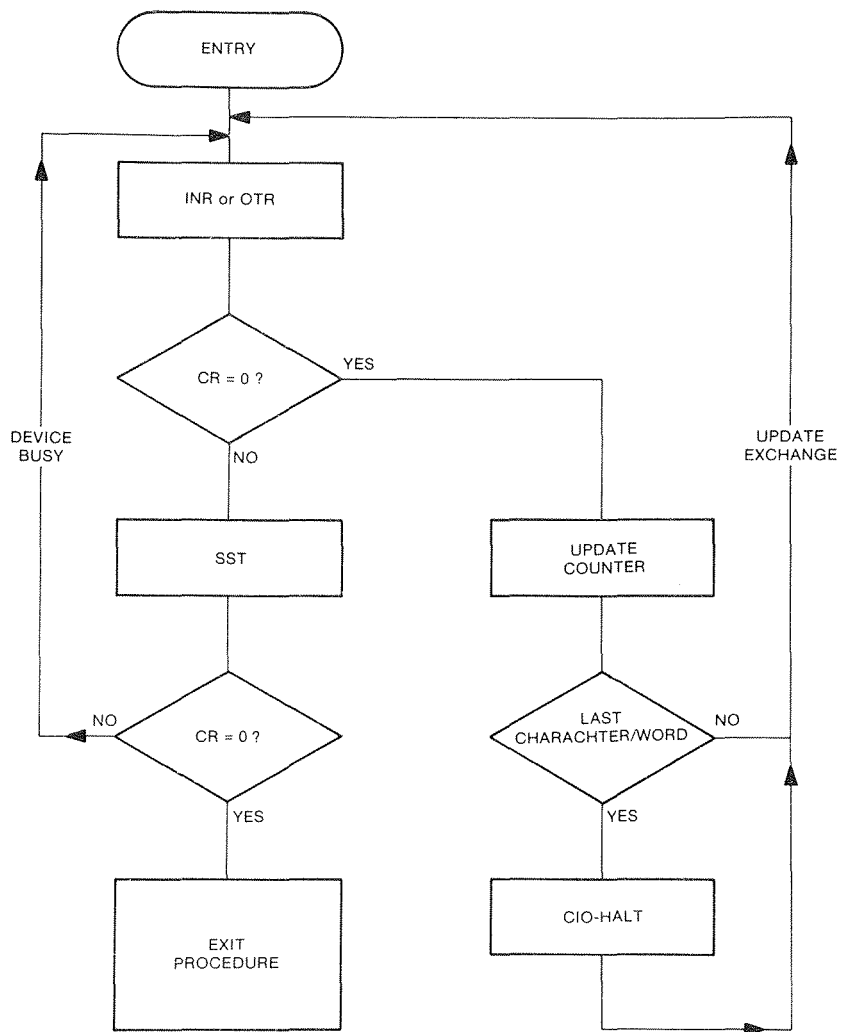 ENTRY
INR or OTR
CR = 0 ?
YES
NO
DEVICE
BUSY
UPDATE
EXCHANGE
SST
UPDATE
COUNTER
CR = 0 ?
NO
YES
LAST
CHARACHTER/WORD
NO
YES
EXIT
PROCEDURE
CIO-HALT